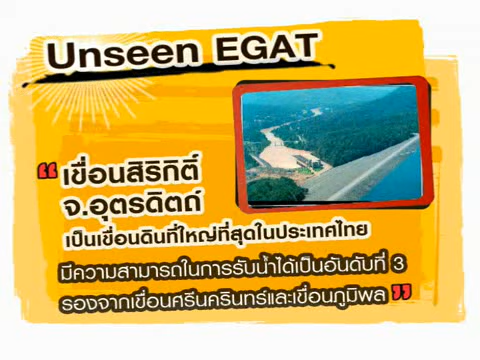 Unseen EGAT
"เขื่อนสิริกิติ์
จ.อุตรดิตถ์
เป็นเขื่อนดินที่ใหญ่ที่สุดในประเทศไทย
มีความสามารถในการรับน้ำได้เป็นอันดับที่ 3
รองจากเขื่อนศรีนครินทร์และเขื่อนภูมิพล"